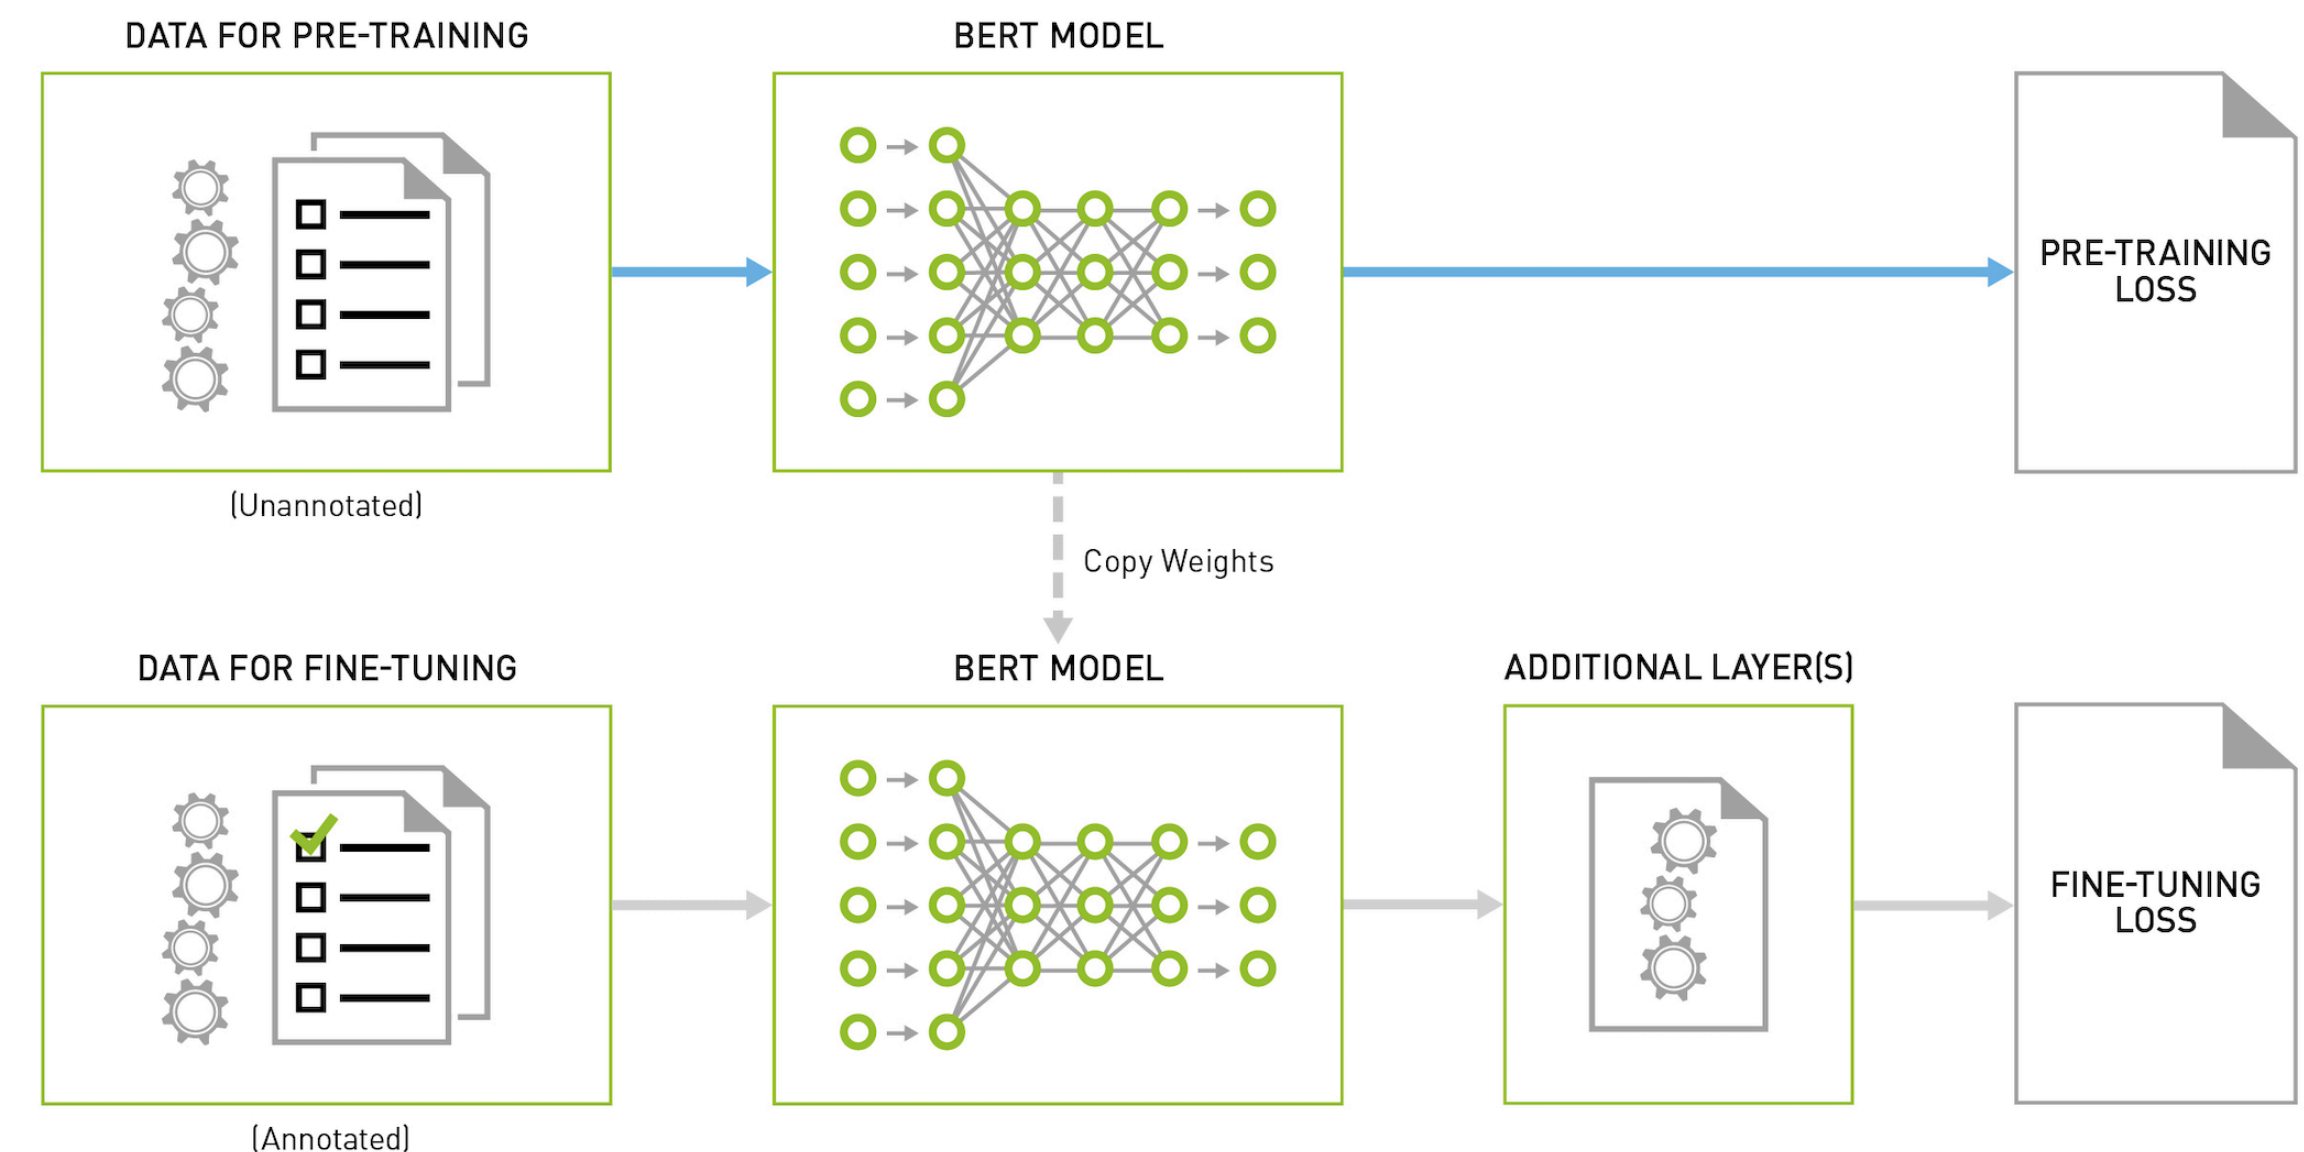 DATA FOR PRE-TRAINING
BERT MODEL
PRE-TRAINING
LOSS
(Unannotated)
Copy Weights
DATA FOR FINE-TUNING
BERT MODEL
ADDITIONAL LAYER(S)
FINE-TUNING
LOSS
(Annotated)